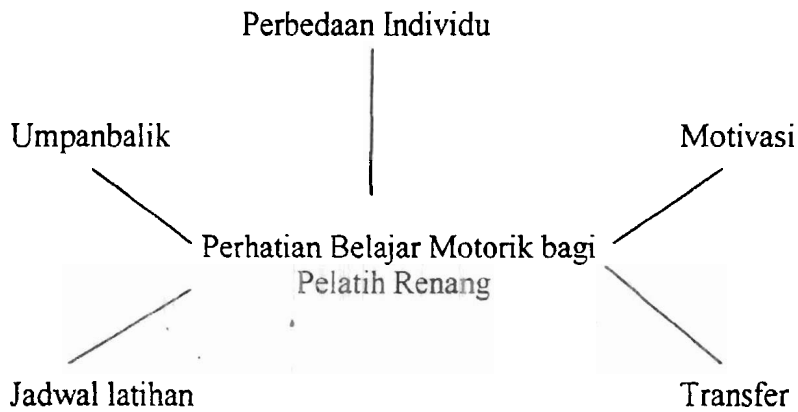 Perbedaan Individu
Umpanbalik
Motivasi
Perhatian Belajar Motorik bagi
Pelatih Renang
Jadwal latihan
Transfer